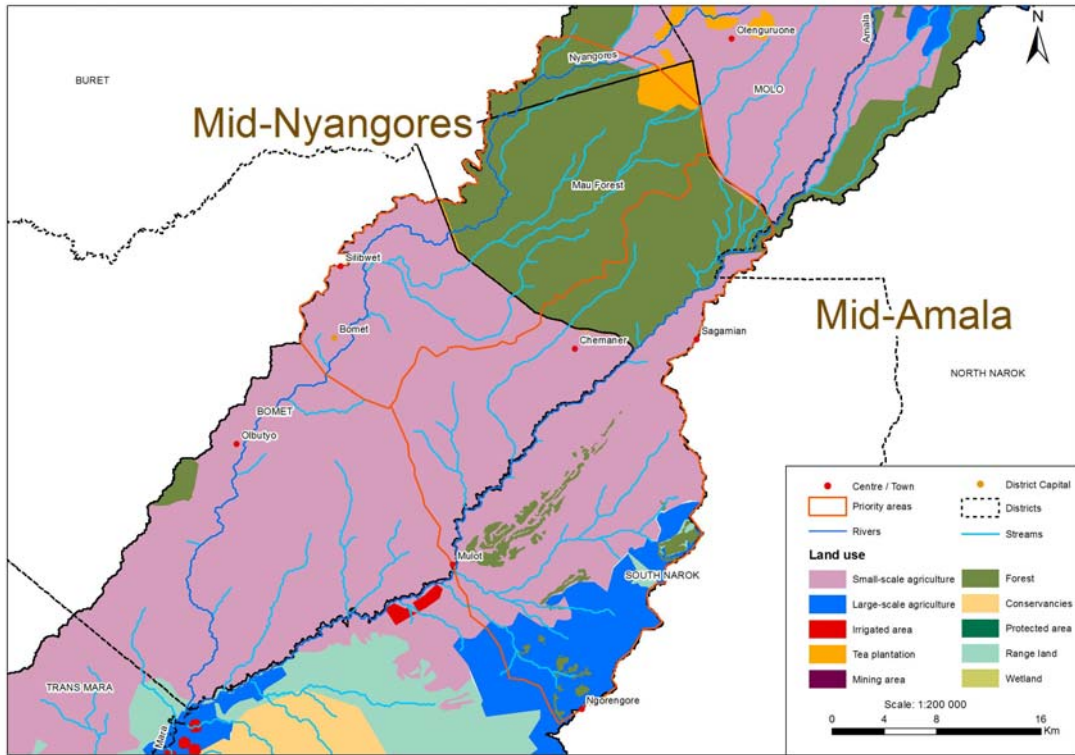 N
Olenguruone
Amala
Nyangores
BURET
MOLO
Mid-Nyangores
Mau Forest
Silibwet
Mid-Amala
Bomet
Sagamian
Chemaner
NORTH NAROK
BOMET
Olbutyo
Mulot
SOUTH NAROK
TRANS MARA
Ngorengore
Mara
Centre / Town
District Capital
Priority areas
Districts
Rivers
Streams
Land use
Small-scale agriculture
Forest
Large-scale agriculture
Conservancies
Irrigated area
Protected area
Tea plantation
Range land
Mining area
Wetland
Scale: 1:200 000
0 4 8 16
Km